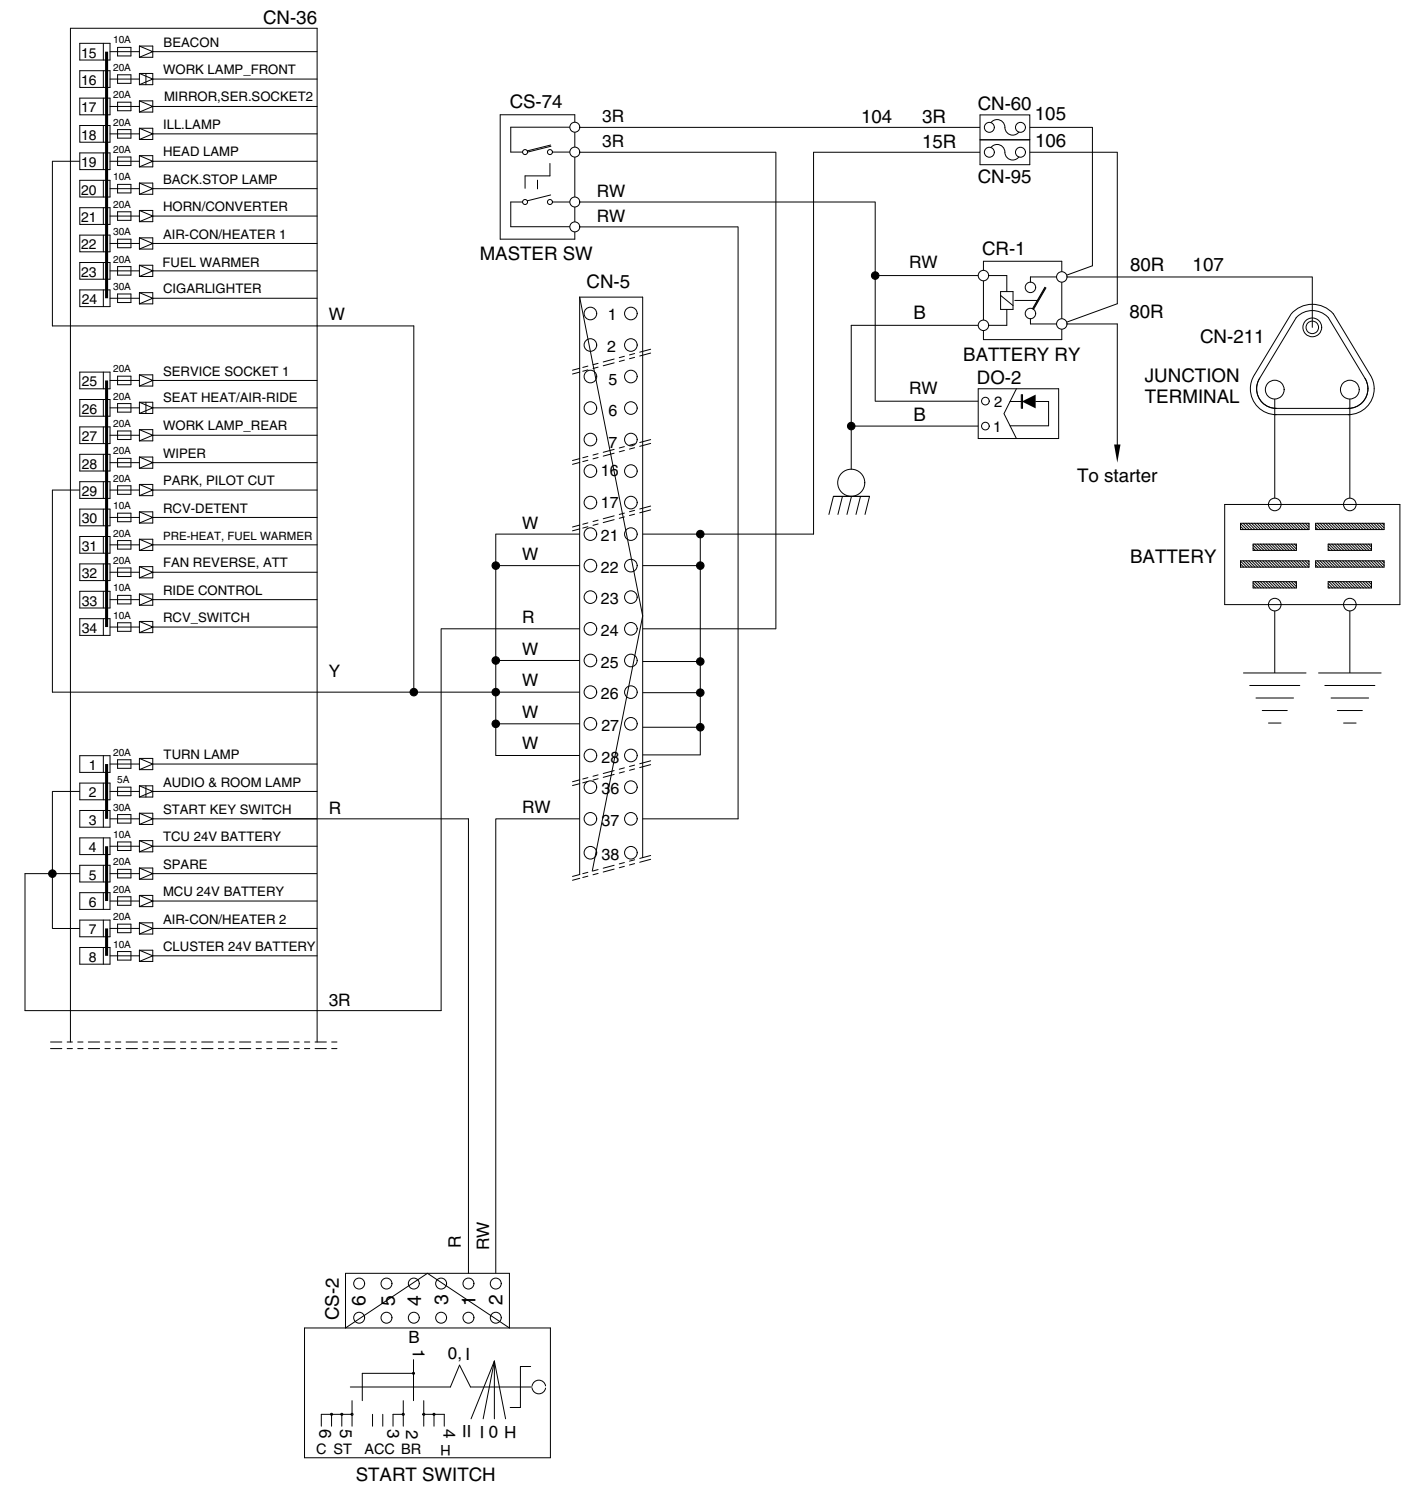 CN-36
15 10A BEACON
16 20A WORK LAMP_FRONT
17 20A MIRROR,SER.SOCKET2
18 20A ILL.LAMP
19 20A HEAD LAMP
20 10A BACK.STOP LAMP
21 20A HORN/CONVERTER
22 30A AIR-CON/HEATER 1
23 20A FUEL WARMER
24 30A CIGARLIGHTER
W
25 20A SERVICE SOCKET 1
26 20A SEAT HEAT/AIR-RIDE
27 20A WORK LAMP_REAR
28 20A WIPER
29 20A PARK, PILOT CUT
30 10A RCV-DETENT
31 20A PRE-HEAT, FUEL WARMER
32 20A FAN REVERSE, ATT
33 10A RIDE CONTROL
34 10A RCV_SWITCH
Y
1 20A TURN LAMP
2 5A AUDIO & ROOM LAMP
3 30A START KEY SWITCH
R
4 10A TCU 24V BATTERY
5 20A SPARE
6 20A MCU 24V BATTERY
7 20A AIR-CON/HEATER 2
8 10A CLUSTER 24V BATTERY
3R
CS-74
3R
3R
RW
RW
MASTER SW
104 3R
15R
CN-60
105
106
CN-95
CN-5
1
2
5
6
7
16
17
W 21
W 22
23
R 24
W 25
W 26
W 27
W 28
36
RW 37
38
CR-1
RW
B
80R 107
80R
BATTERY RY
DO-2
RW 2
B 1
To starter
CN-211
JUNCTION
TERMINAL
BATTERY
R
RW
CS-2
6 5 4 3 1 2
B
1
0, I
6 5 3 2 4
II I 0 H
C ST ACC BR H
START SWITCH